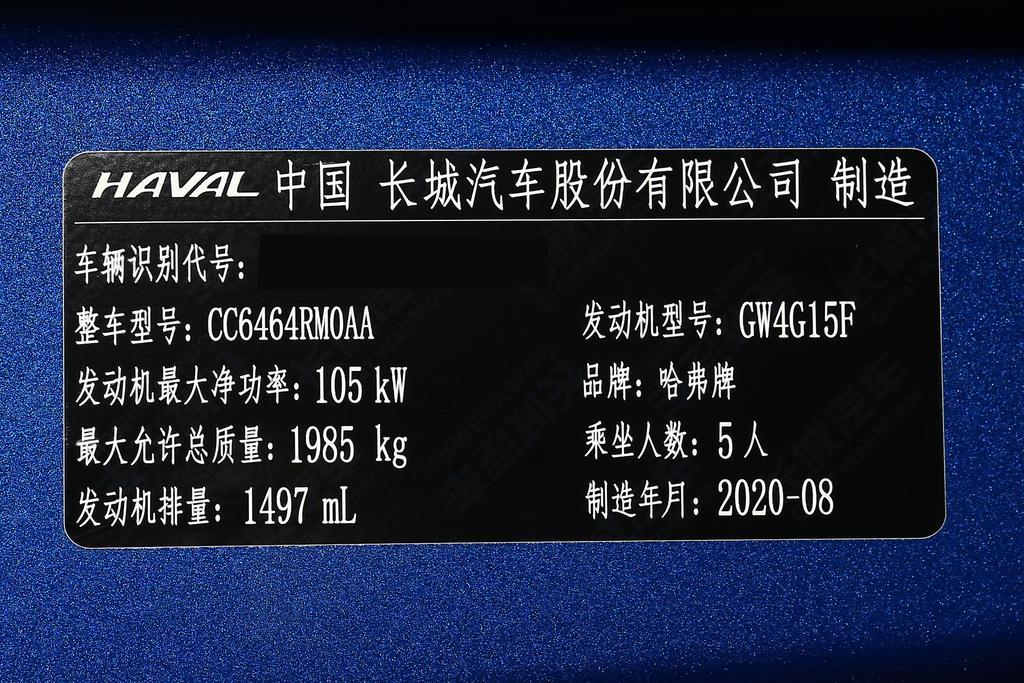 HAVAL 中国 长城汽车股份有限公司 制造
车辆识别代号：
整车型号：CC6464RM0AA 发动机型号：GW4G15F
发动机最大净功率：105 kW 品牌：哈弗牌
最大允许总质量：1985 kg 乘坐人数：5 人
发动机排量：1497 mL 制造年月：2020-08